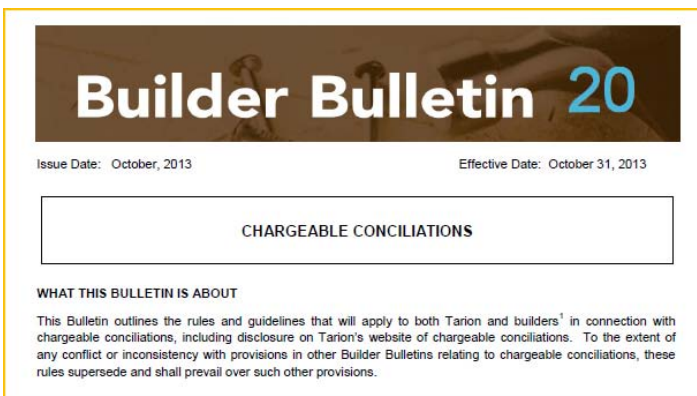 Builder Bulletin 20
Issue Date: October, 2013 Effective Date: October 31, 2013
CHARGEABLE CONCILIATIONS
WHAT THIS BULLETIN IS ABOUT
This Bulletin outlines the rules and guidelines that will apply to both Tarion and builders¹ in connection with
chargeable conciliations, including disclosure on Tarion's website of chargeable conciliations. To the extent of
any conflict or inconsistency with provisions in other Builder Bulletins relating to chargeable conciliations, these
rules supersede and shall prevail over such other provisions.